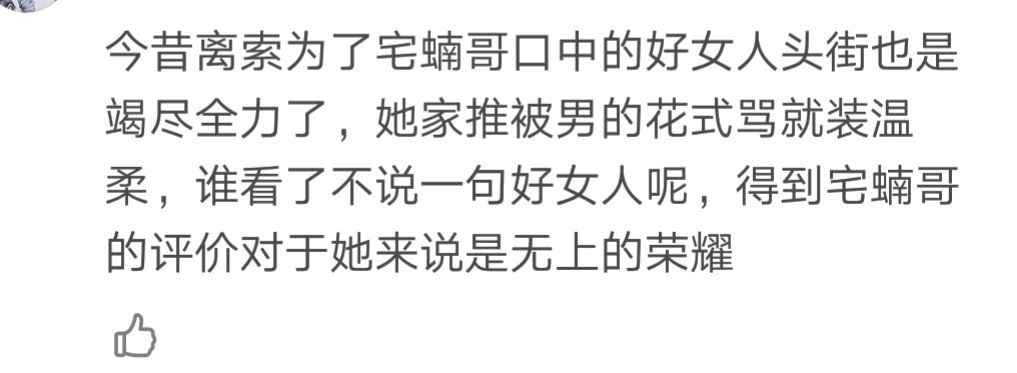 今昔离索为了宅蝻哥口中的好女人头街也是
竭尽全力了，她家推被男的花式骂就装温
柔，谁看了不说一句好女人呢，得到宅蝻哥
的评价对于她来说是无上的荣耀